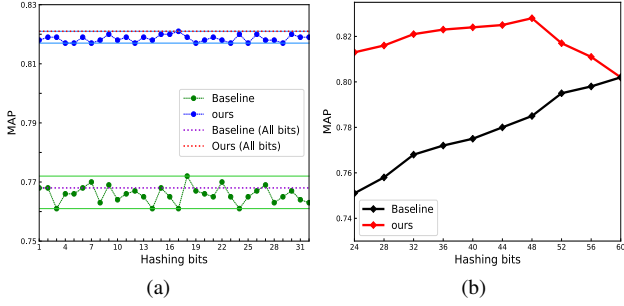 0.83
0.81
0.79
0.77
0.75
MAP
1 4 7 10 13 16 19 22 25 28 31
Hashing bits
Baseline
ours
Baseline (All bits)
Ours (All bits)
(a)
0.82
0.80
0.78
0.76
0.74
MAP
24 28 32 36 40 44 48 52 56 60
Hashing bits
Baseline
ours
(b)